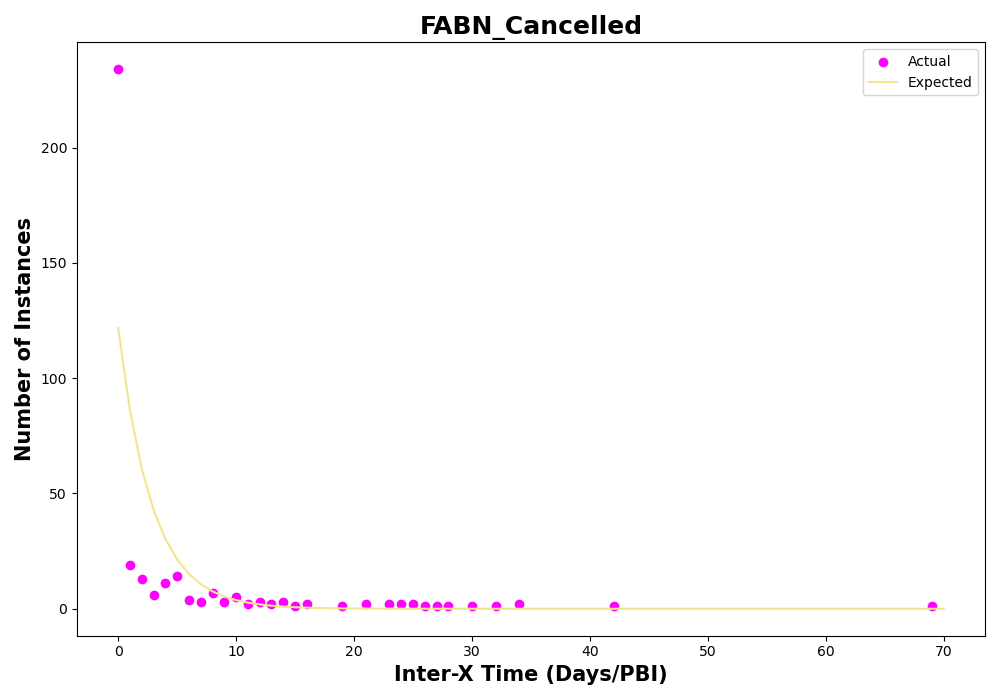 FABN_Cancelled
Actual
Expected
Number of Instances
200
150
100
50
0
0 10 20 30 40 50 60 70
Inter-X Time (Days/PBI)